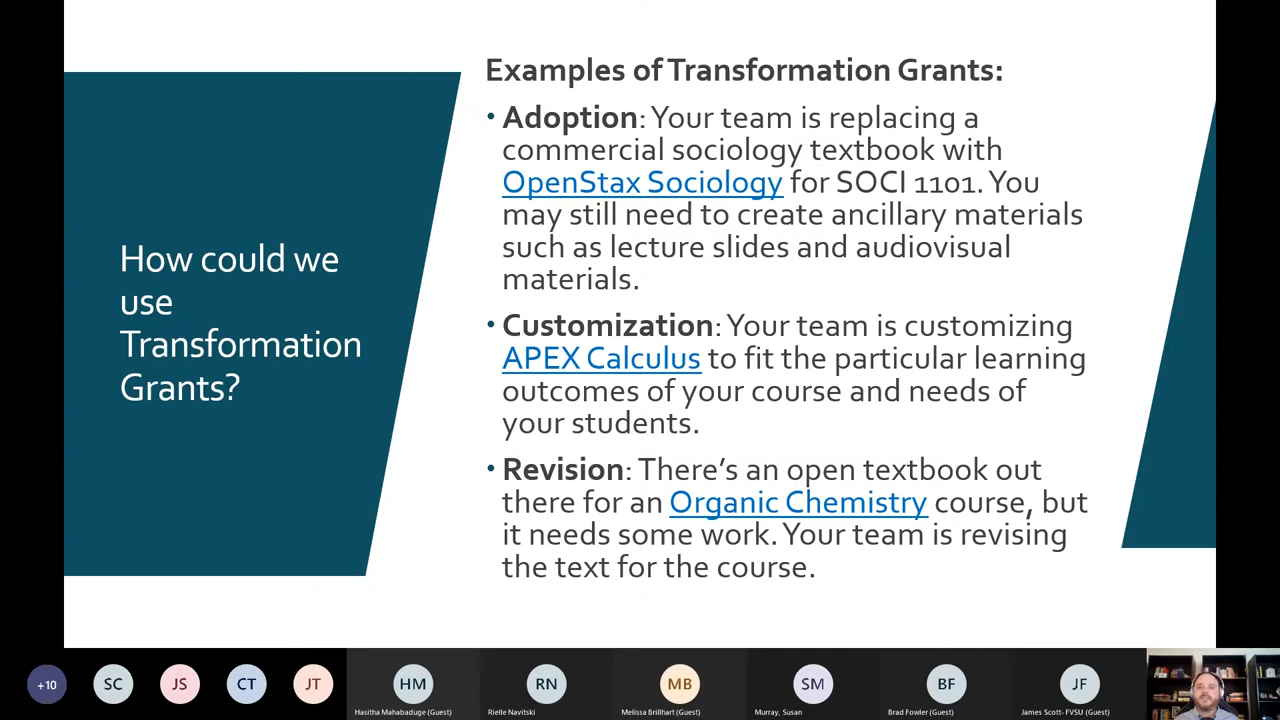 How could we
use
Transformation
Grants?
Examples of Transformation Grants:
• Adoption: Your team is replacing a
commercial sociology textbook with
OpenStax Sociology for SOCI 1101. You
may still need to create ancillary materials
such as lecture slides and audiovisual
materials.
• Customization: Your team is customizing
APEX Calculus to fit the particular learning
outcomes of your course and needs of
your students.
• Revision: There's an open textbook out
there for an Organic Chemistry course, but
it needs some work. Your team is revising
the text for the course.
+10
SC
JS
CT
JT
HM
RN
MB
SM
BF
JF
Hasitha Mahabaduge (Guest)
Rielle Navitski
Melissa Brillhart (Guest)
Murray, Susan
Brad Fowler (Guest)
James Scott- FVSU (Guest)